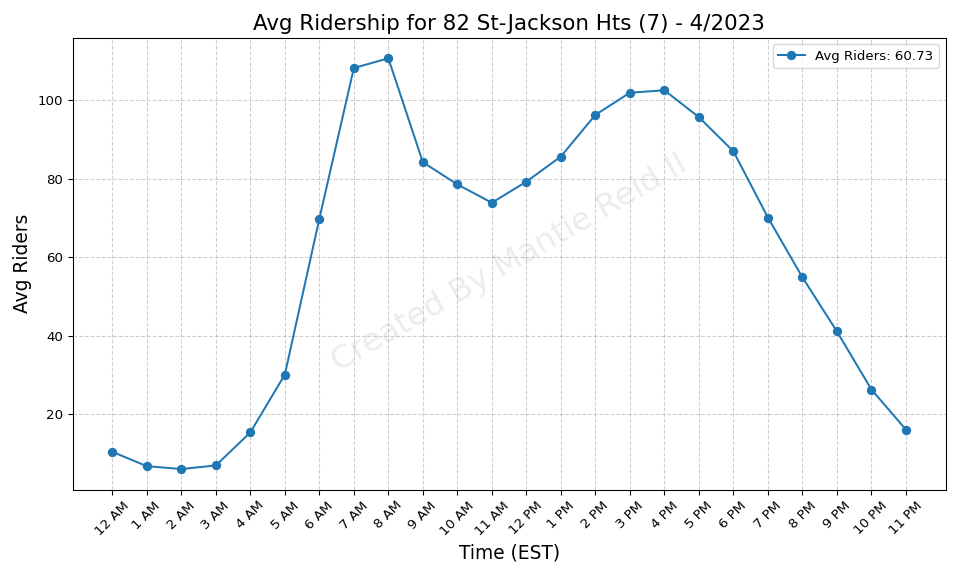 Avg Ridership for 82 St-Jackson Hts (7) - 4/2023
Avg Riders: 60.73
Avg Riders
100
80
60
40
20
Created By Mantle Reid II
12 AM
1 AM
2 AM
3 AM
4 AM
5 AM
6 AM
7 AM
8 AM
9 AM
10 AM
11 AM
12 PM
1 PM
2 PM
3 PM
4 PM
5 PM
6 PM
7 PM
8 PM
9 PM
10 PM
11 PM
Time (EST)